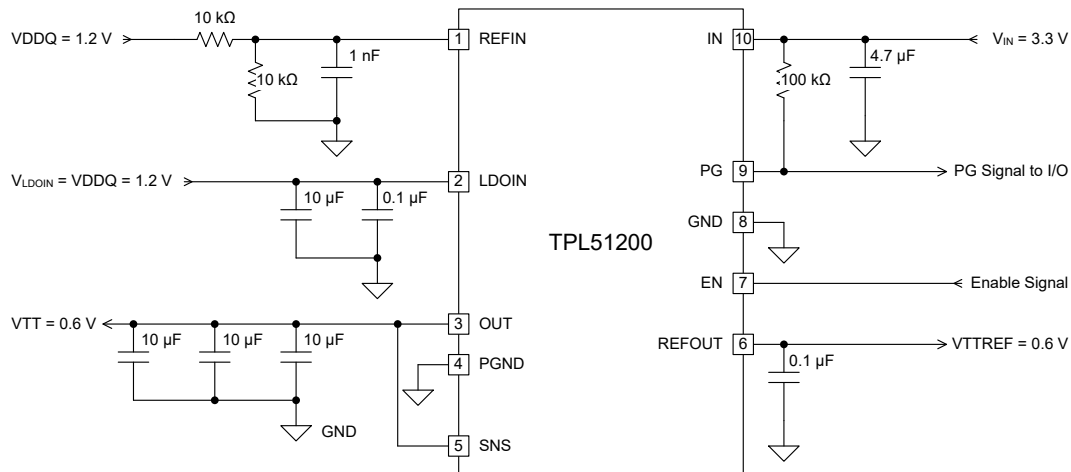 10 kΩ
VDDQ = 1.2 V
1 REFIN
1 nF
10 kΩ
IN 10
VIN = 3.3 V
4.7 µF
100 kΩ
VLDOIN = VDDQ = 1.2 V
2 LDOIN
10 µF
0.1 µF
PG 9
PG Signal to I/O
GND 8
TPL51200
EN 7
Enable Signal
VTT = 0.6 V
3 OUT
10 µF
10 µF
10 µF
4 PGND
REFOUT 6
VTTREF = 0.6 V
0.1 µF
GND
5 SNS